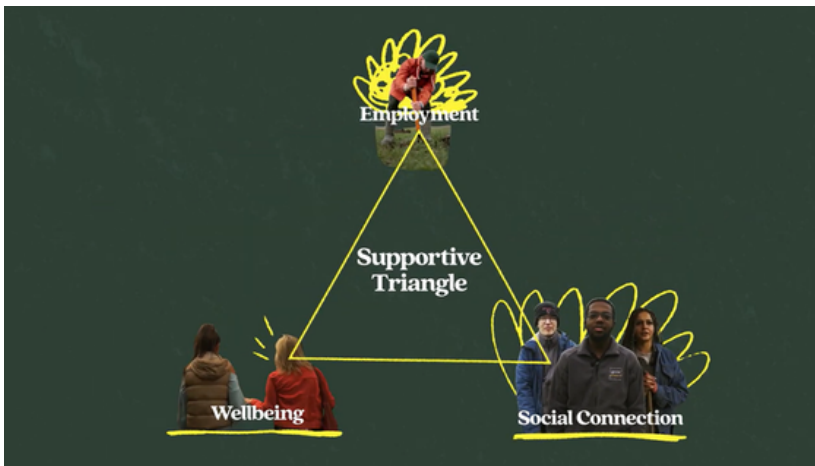 Employment
Supportive
Triangle
Wellbeing
Social Connection